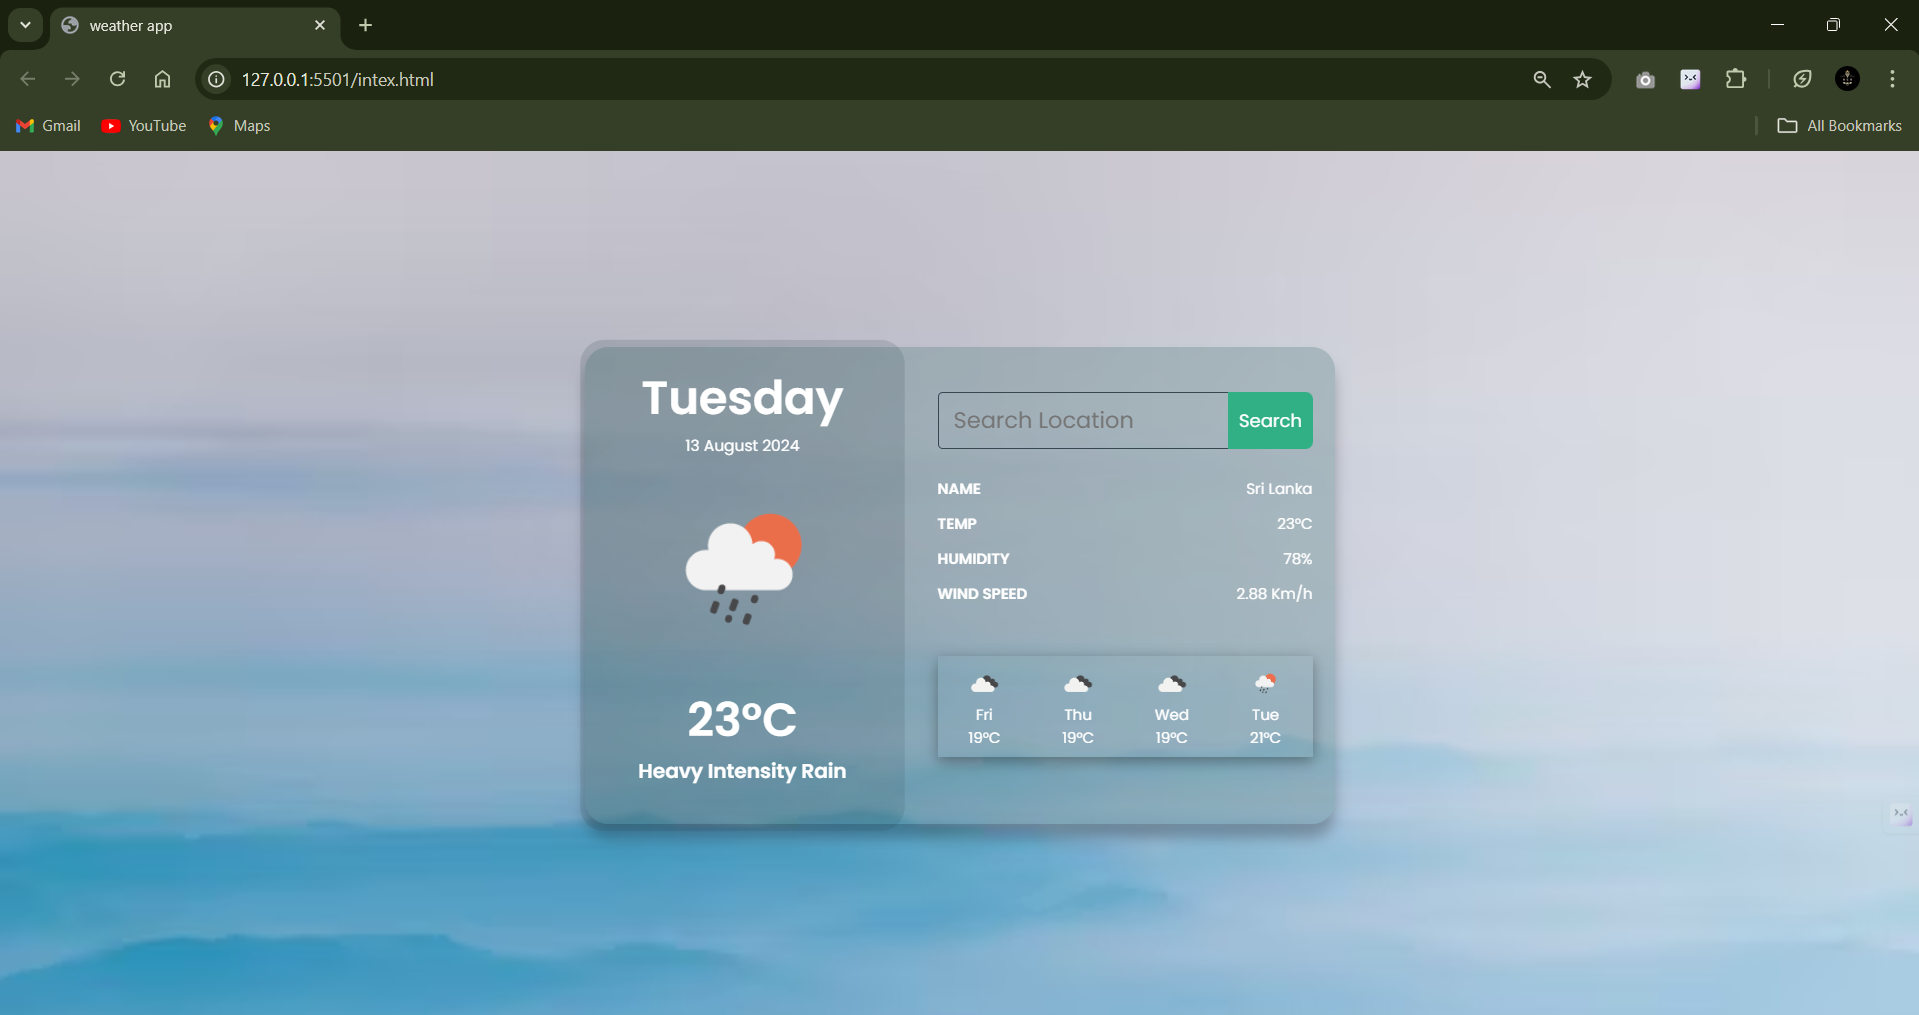 weather app
127.0.0.1:5501/intex.html
Gmail YouTube Maps All Bookmarks
Tuesday
13 August 2024
23°C
Heavy Intensity Rain
Search Location Search
NAME Sri Lanka
TEMP 23°C
HUMIDITY 78%
WIND SPEED 2.88 Km/h
Fri Thu Wed Tue
19°C 19°C 19°C 21°C